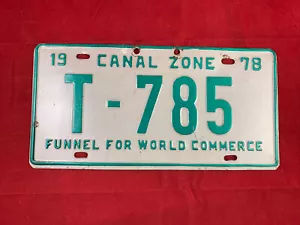 19 CANAL ZONE 78
T-785
FUNNEL FOR WORLD COMMERCE